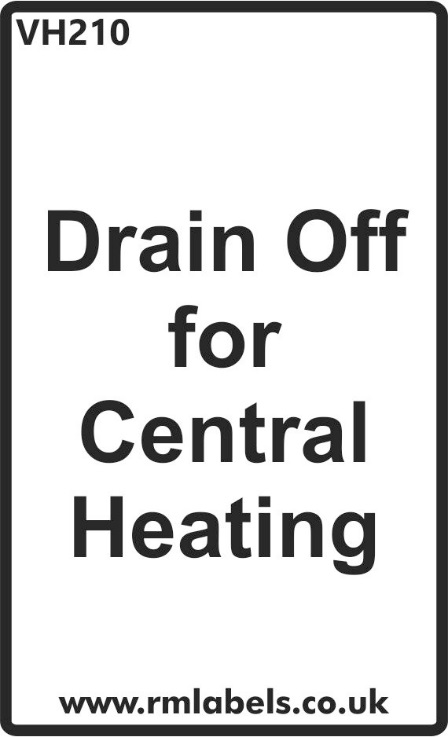 VH210
Drain Off
for
Central
Heating
www.rmlabels.co.uk